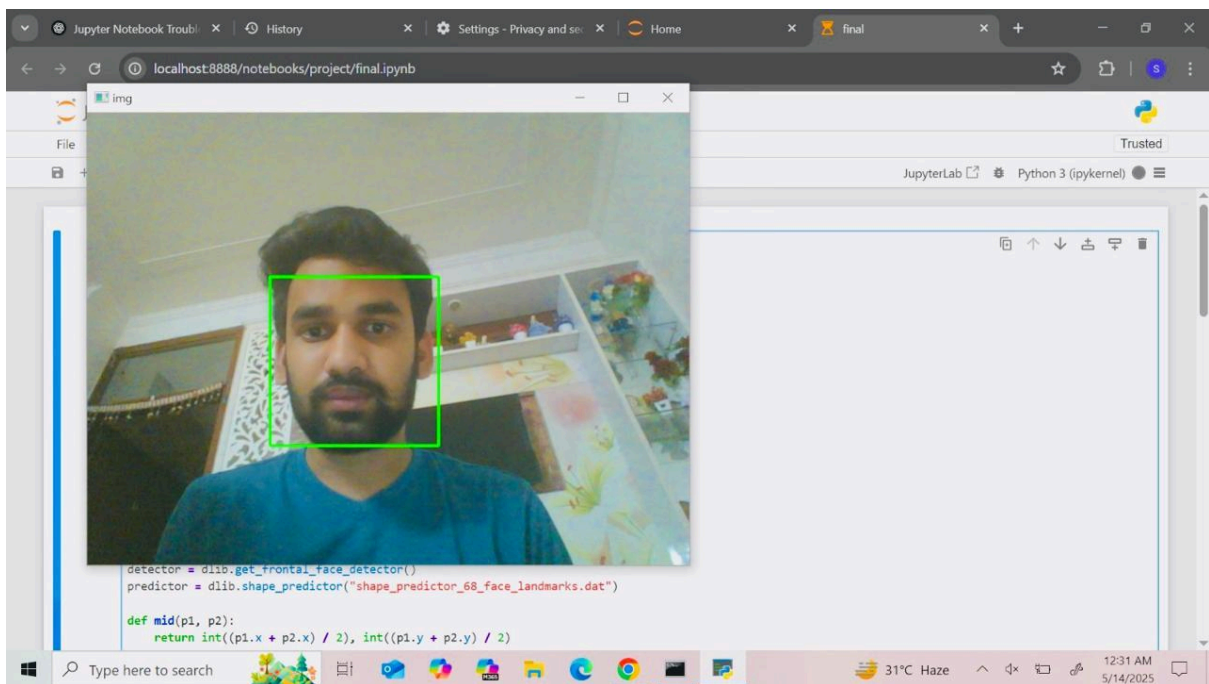 Jupyter Notebook Troubl
History
Settings - Privacy and sec
Home
final
localhost:8888/notebooks/project/final.ipynb
img
File
Trusted
JupyterLab
Python 3 (ipykernel)
detector = dlib.get_frontal_face_detector()
predictor = dlib.shape_predictor("shape_predictor_68_face_landmarks.dat")
def mid(p1, p2):
return int((p1.x + p2.x) / 2), int((p1.y + p2.y) / 2)
Type here to search
31°C Haze
12:31 AM
5/14/2025